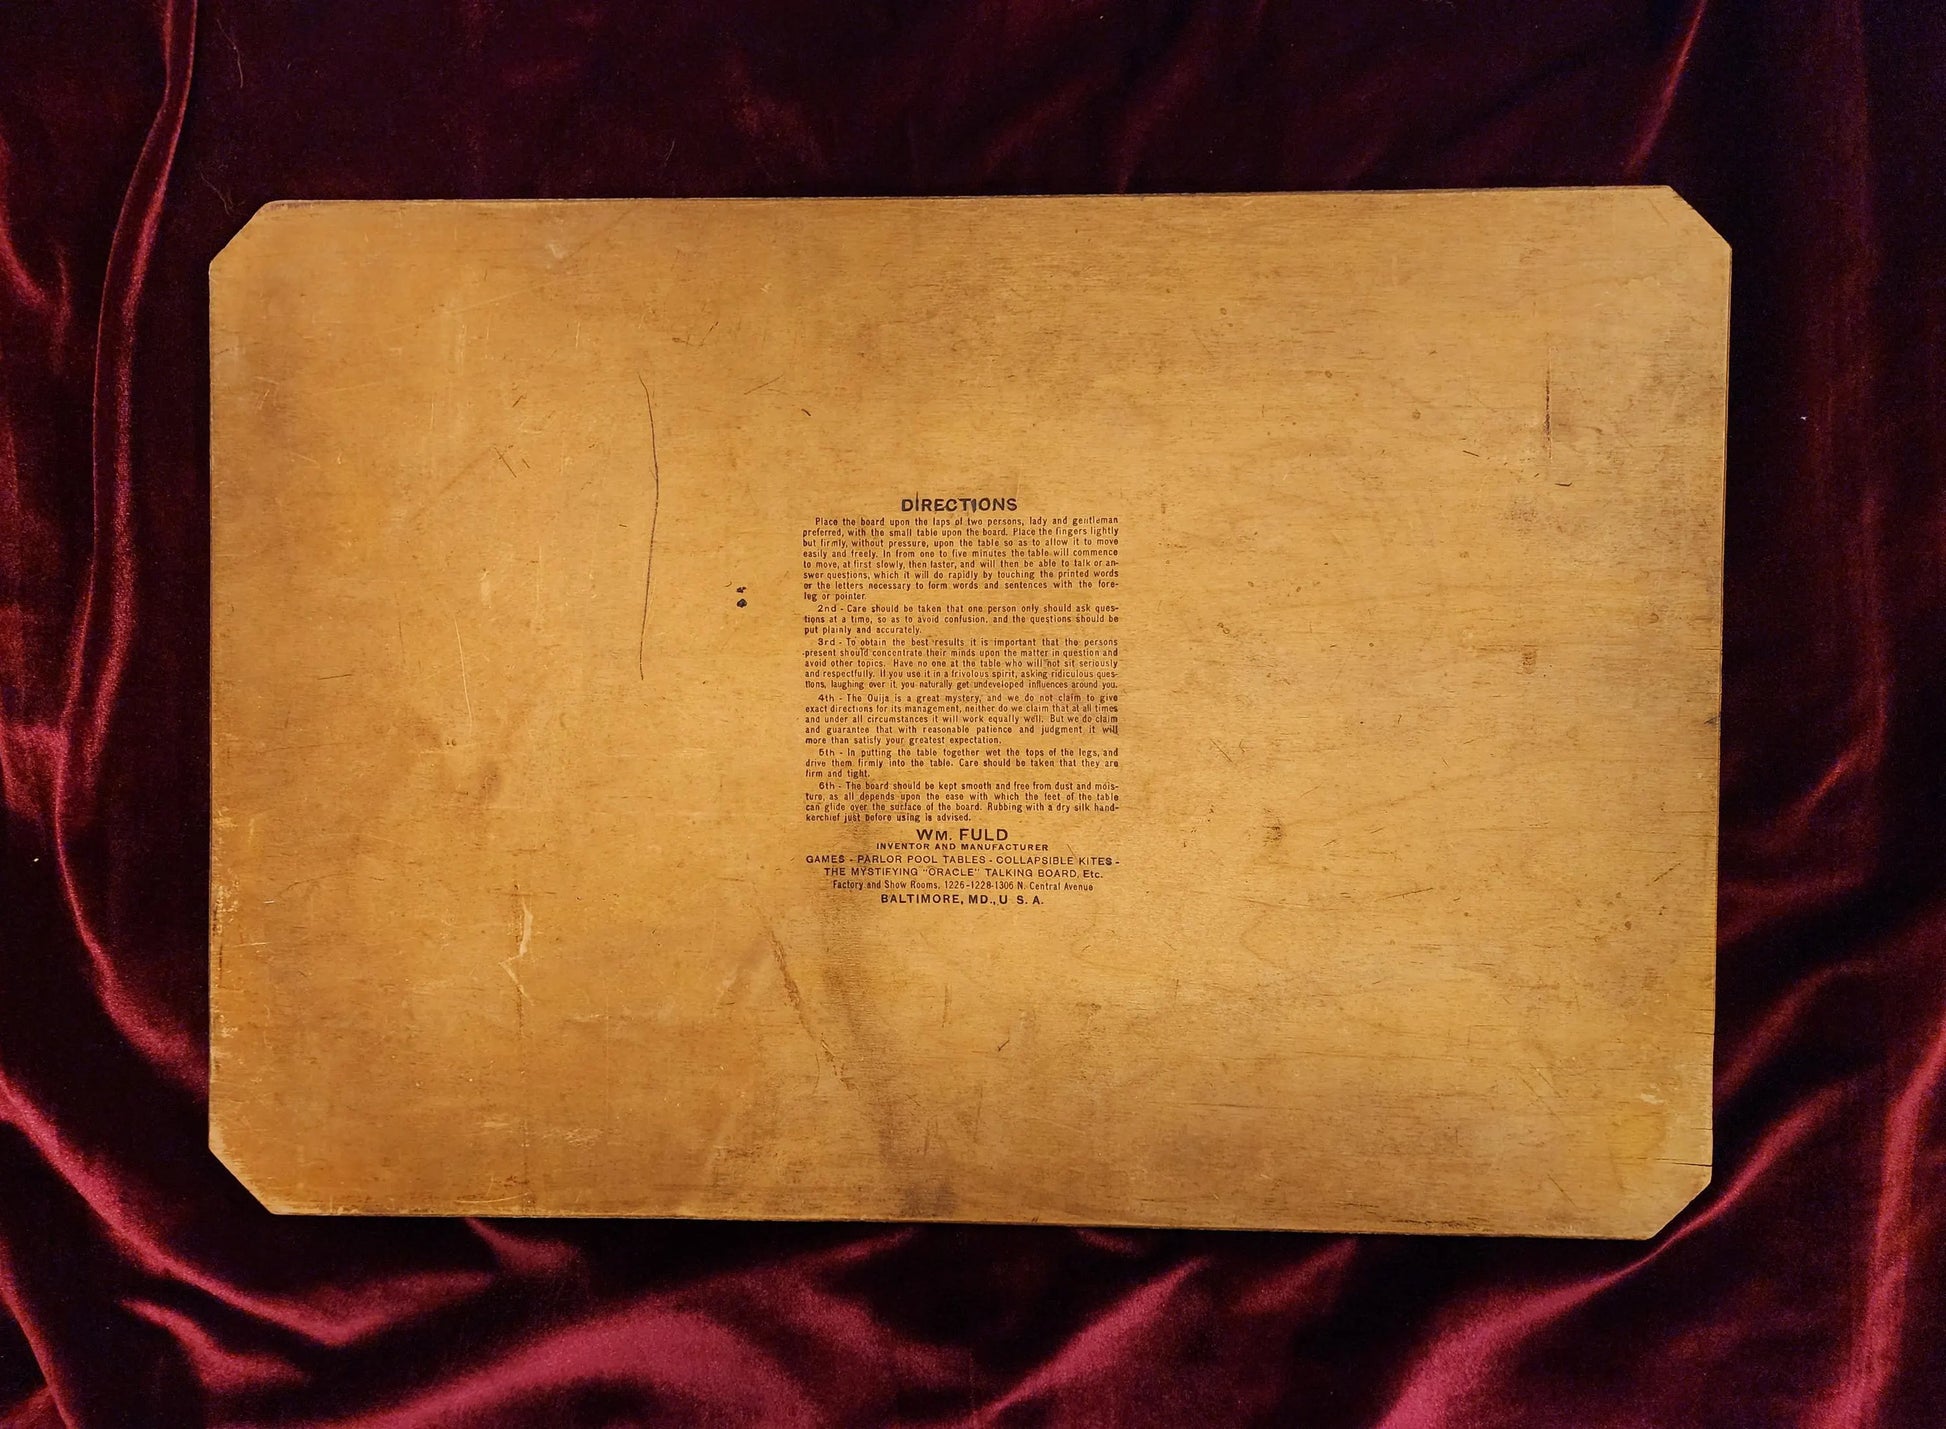 DIRECTIONS
Place the board upon the laps of two persons, lady and gentleman
preferred, with the small table upon the board. Place the fingers lightly
but firmly, without pressure, upon the table so as to allow it to move
easily and freely. In from one to five minutes the table will commence
to move, at first slowly, then faster, and will then be able to talk or an-
swer questions, which it will do rapidly by touching the printed words
or the letters necessary to form words and sentences with the fore-
leg or pointer.
2nd - Care should be taken that one person only should ask ques-
tions at a time, so as to avoid confusion, and the questions should be
put plainly and accurately.
3rd - To obtain the best results it is important that the persons
present should concentrate their minds upon the matter in question and
avoid other topics. Have no one at the table who will not sit seriously
and respectfully. If you use it in a frivolous spirit, asking ridiculous ques-
tions, laughing over it, you naturally get undeveloped influences around you.
4th - The Ouija is a great mystery, and we do not claim to give
exact directions for its management, neither do we claim that at all times
and under all circumstances it will work equally well. But we do claim
and guarantee that with reasonable patience and judgment it will
more than satisfy your greatest expectation.
5th - In putting the table together wet the tops of the legs, and
drive them firmly into the table. Care should be taken that they are
firm and tight.
6th - The board should be kept smooth and free from dust and mois-
ture, as all depends upon the ease with which the feet of the table
can glide over the surface of the board. Rubbing with a dry silk hand-
kerchief just before using is advised.
WM. FULD
INVENTOR AND MANUFACTURER
GAMES - PARLOR POOL TABLES - COLLAPSIBLE KITES -
THE MYSTIFYING "ORACLE" TALKING BOARD, Etc.
Factory and Show Rooms, 1226-1228-1306 N. Central Avenue
BALTIMORE, MD., U S. A.